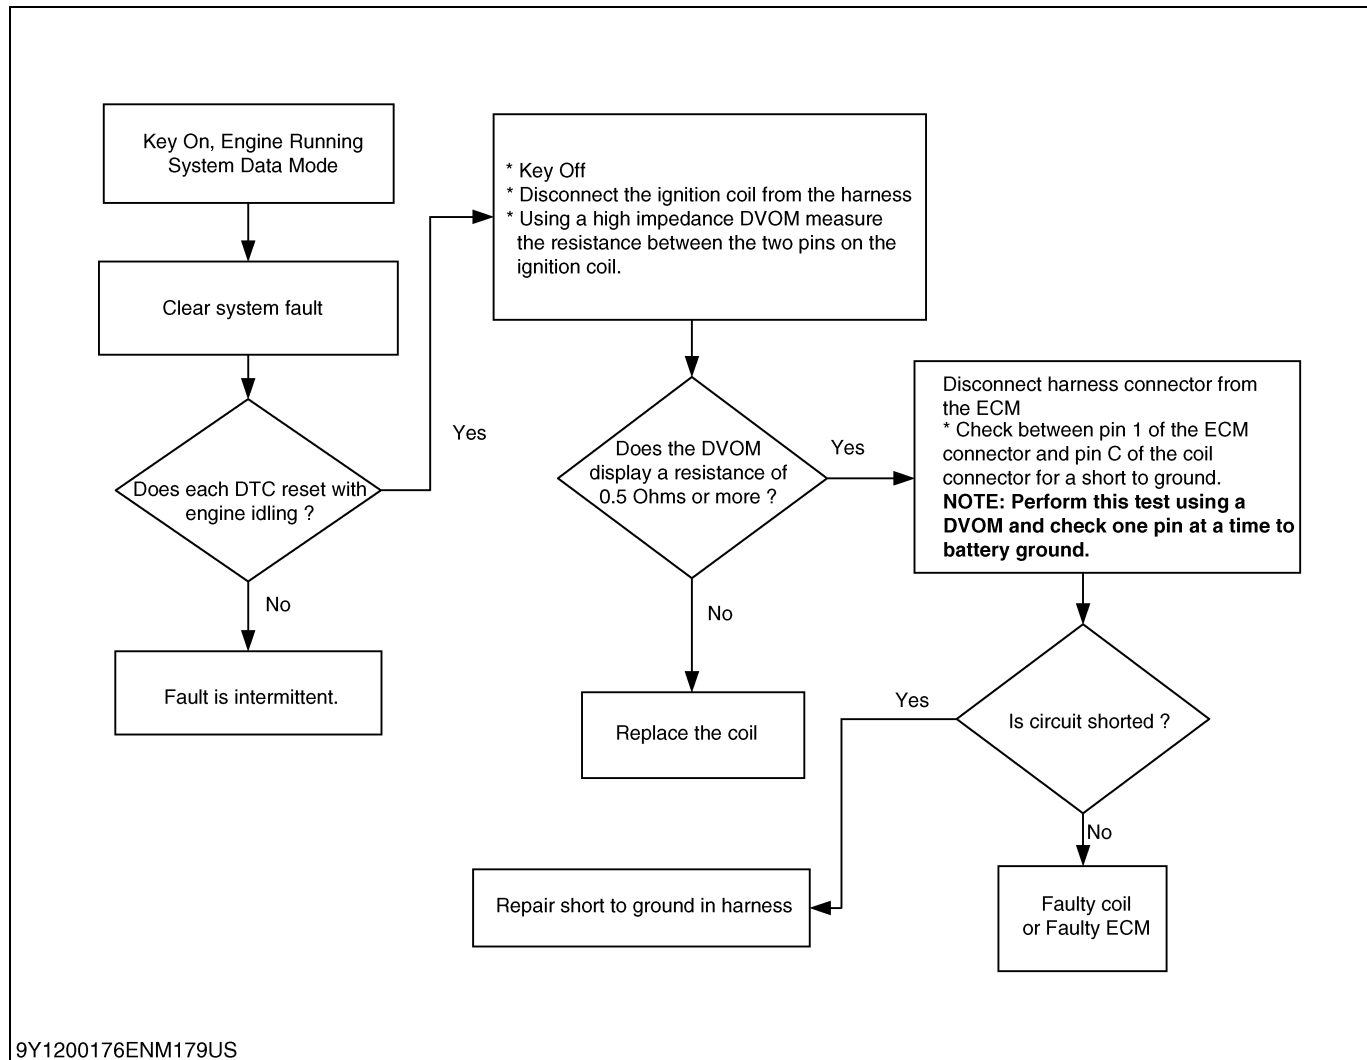 Key On, Engine Running
System Data Mode
Clear system fault
Does each DTC reset with
engine idling ?
No
Fault is intermittent.
Yes
* Key Off
* Disconnect the ignition coil from the harness
* Using a high impedance DVOM measure
the resistance between the two pins on the
ignition coil.
Does the DVOM
display a resistance of
0.5 Ohms or more ?
No
Replace the coil
Yes
Disconnect harness connector from
the ECM
* Check between pin 1 of the ECM
connector and pin C of the coil
connector for a short to ground.
NOTE: Perform this test using a
DVOM and check one pin at a time to
battery ground.
Is circuit shorted ?
Yes
Repair short to ground in harness
No
Faulty coil
or Faulty ECM
9Y1200176ENM179US